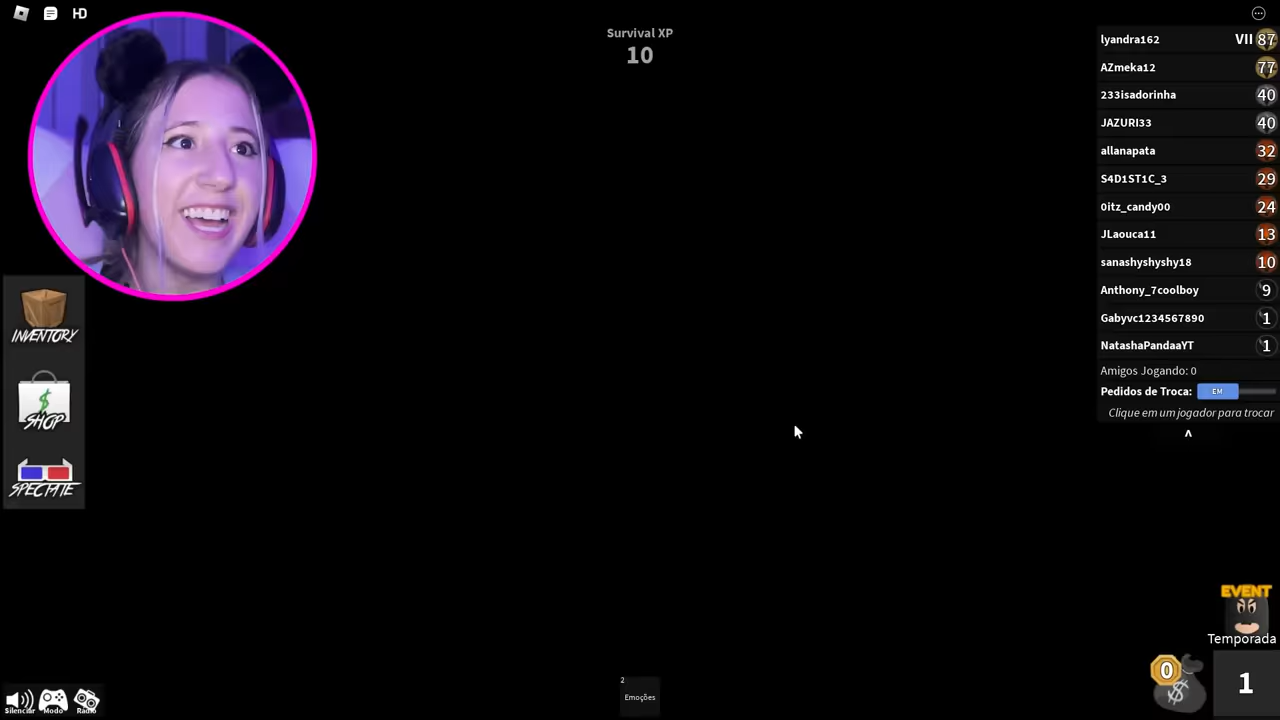 HD
Survival XP
10
lyandra162 VII 87
AZmeka12 77
233isadorinha 40
JAZURI33 40
allanapata 32
S4D1ST1C_3 29
0itz_candy00 24
JLaouca11 13
sanashyshyshy18 10
Anthony_7coolboy 9
Gabyvc1234567890 1
NatashaPandaaYT 1
Amigos Jogando: 0
Pedidos de Troca: EM
Clique em um jogador para trocar
INVENTORY
SHOP
SPECTATE
EVENT
Temporada
0
1
2
Emoções
Silenciar Modo Rádio